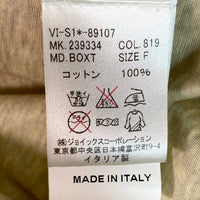 VI-S1*-89107
MK. 239334 COL. 819
MD. BOXT SIZE F
コットン 100%
(株)ジョイックスコーポレーション
東京都中央区日本橋富沢町9-4
イタリア製
MADE IN ITALY